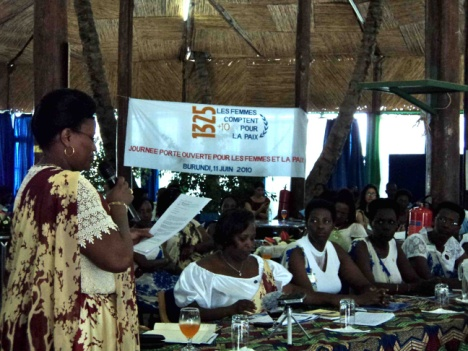 1325
LES FEMMES
COMPTENT
+10
POUR
LA PAIX
JOURNEE PORTE OUVERTE POUR LES FEMMES ET LA PAIX
BURUNDI, 11 JUIN 2010